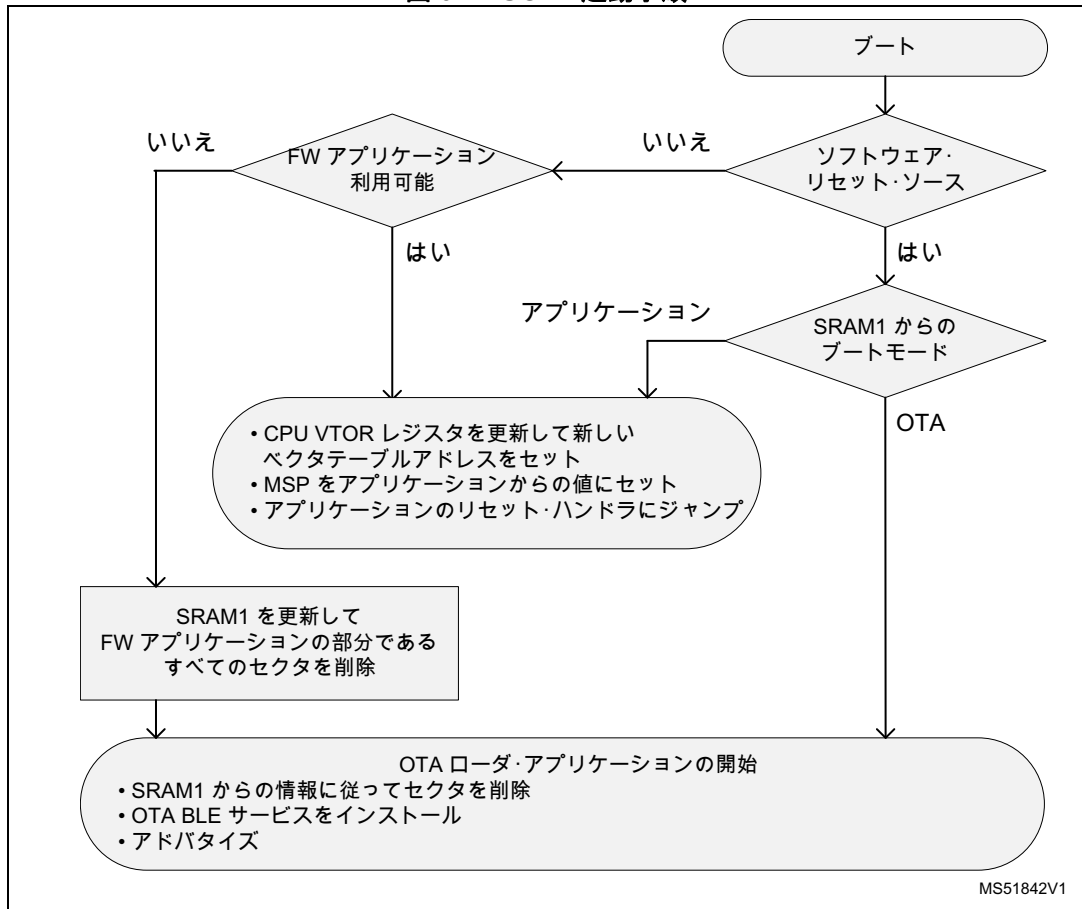 ブート
ソフトウェア・
リセット・ソース
いいえ
FW アプリケーション
利用可能
いいえ
はい
はい
アプリケーション
SRAM1 からの
ブートモード
OTA
• CPU VTOR レジスタを更新して新しい
ベクタテーブルアドレスをセット
• MSP をアプリケーションからの値にセット
• アプリケーションのリセット・ハンドラにジャンプ
SRAM1 を更新して
FW アプリケーションの部分である
すべてのセクタを削除
OTA ローダ・アプリケーションの開始
• SRAM1 からの情報に従ってセクタを削除
• OTA BLE サービスをインストール
• アドバタイズ
MS51842V1